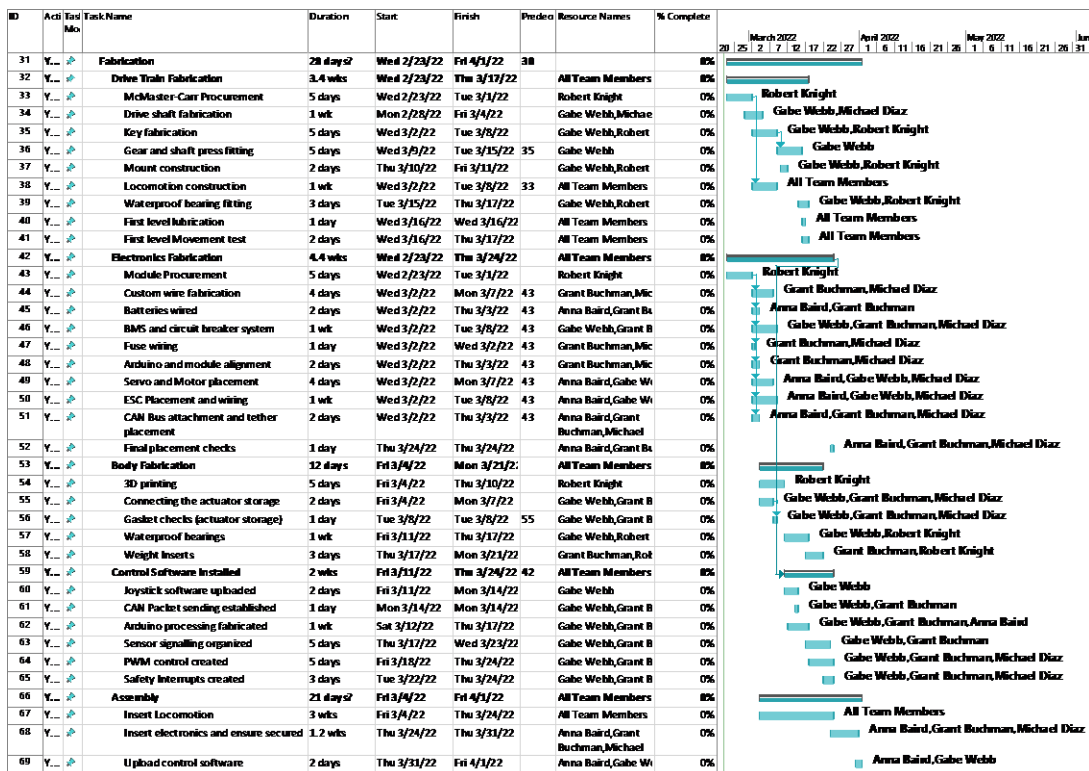 ID Acti Tasl Mo Task Name Duration Start Finish Predec Resource Names % Complete
March 2022 April 2022 May 2022 Jun
20 25 2 7 12 17 22 27 1 6 11 16 21 26 1 6 11 16 21 26 31
31 Y... Fabrication 28 days? Wed 2/23/22 Fri 4/1/22 30 0%
32 Y... Drive Train Fabrication 3.4 wks Wed 2/23/22 Thu 3/17/22 All Team Members 0%
33 Y... McMaster-Carr Procurement 5 days Wed 2/23/22 Tue 3/1/22 Robert Knight 0% Robert Knight
34 Y... Drive shaft fabrication 1 wk Mon 2/28/22 Fri 3/4/22 Gabe Webb,Michae 0% Gabe Webb,Michael Diaz
35 Y... Key fabrication 5 days Wed 3/2/22 Tue 3/8/22 Gabe Webb,Robert 0% Gabe Webb,Robert Knight
36 Y... Gear and shaft press fitting 5 days Wed 3/9/22 Tue 3/15/22 35 Gabe Webb 0% Gabe Webb
37 Y... Mount construction 2 days Thu 3/10/22 Fri 3/11/22 Gabe Webb,Robert 0% Gabe Webb,Robert Knight
38 Y... Locomotion construction 1 wk Wed 3/2/22 Tue 3/8/22 33 All Team Members 0% All Team Members
39 Y... Waterproof bearing fitting 3 days Tue 3/15/22 Thu 3/17/22 Gabe Webb,Robert 0% Gabe Webb,Robert Knight
40 Y... First level lubrication 1 day Wed 3/16/22 Wed 3/16/22 All Team Members 0% All Team Members
41 Y... First level Movement test 2 days Wed 3/16/22 Thu 3/17/22 All Team Members 0% All Team Members
42 Y... Electronics Fabrication 4.4 wks Wed 2/23/22 Thu 3/24/22 All Team Members 0%
43 Y... Module Procurement 5 days Wed 2/23/22 Tue 3/1/22 Robert Knight 0% Robert Knight
44 Y... Custom wire fabrication 4 days Wed 3/2/22 Mon 3/7/22 43 Grant Buchman,Mic 0% Grant Buchman,Michael Diaz
45 Y... Batteries wired 2 days Wed 3/2/22 Thu 3/3/22 43 Anna Baird,Grant Bu 0% Anna Baird,Grant Buchman
46 Y... BMS and circuit breaker system 1 wk Wed 3/2/22 Tue 3/8/22 43 Gabe Webb,Grant B 0% Gabe Webb,Grant Buchman,Michael Diaz
47 Y... Fuse wiring 1 day Wed 3/2/22 Wed 3/2/22 43 Grant Buchman,Mic 0% Grant Buchman,Michael Diaz
48 Y... Arduino and module alignment 2 days Wed 3/2/22 Thu 3/3/22 43 Grant Buchman,Mic 0% Grant Buchman,Michael Diaz
49 Y... Servo and Motor placement 4 days Wed 3/2/22 Mon 3/7/22 43 Anna Baird,Gabe W 0% Anna Baird,Gabe Webb,Michael Diaz
50 Y... ESC Placement and wiring 1 wk Wed 3/2/22 Tue 3/8/22 43 Anna Baird,Gabe W 0% Anna Baird,Gabe Webb,Michael Diaz
51 Y... CAN Bus attachment and tether 2 days Wed 3/2/22 Thu 3/3/22 43 Anna Baird,Grant 0% Anna Baird,Grant Buchman,Michael Diaz
placement Buchman,Michael
52 Y... Final placement checks 1 day Thu 3/24/22 Thu 3/24/22 Anna Baird,Grant Bu 0% Anna Baird,Grant Buchman,Michael Diaz
53 Y... Body Fabrication 12 days Fri 3/4/22 Mon 3/21/2: All Team Members 0%
54 Y... 3D printing 5 days Fri 3/4/22 Thu 3/10/22 Robert Knight 0% Robert Knight
55 Y... Connecting the actuator storage 2 days Fri 3/4/22 Mon 3/7/22 Gabe Webb,Grant B 0% Gabe Webb,Grant Buchman,Michael Diaz
56 Y... Gasket checks (actuator storage) 1 day Tue 3/8/22 Tue 3/8/22 55 Gabe Webb,Grant B 0% Gabe Webb,Grant Buchman,Michael Diaz
57 Y... Waterproof bearings 1 wk Fri 3/11/22 Thu 3/17/22 Gabe Webb,Robert 0% Gabe Webb,Robert Knight
58 Y... Weight Inserts 3 days Thu 3/17/22 Mon 3/21/22 Grant Buchman,Rob 0% Grant Buchman,Robert Knight
59 Y... Control Software Installed 2 wks Fri 3/11/22 Thu 3/24/22 42 All Team Members 0%
60 Y... Joystick software uploaded 2 days Fri 3/11/22 Mon 3/14/22 Gabe Webb 0% Gabe Webb
61 Y... CAN Packet sending established 1 day Mon 3/14/22 Mon 3/14/22 Gabe Webb,Grant B 0% Gabe Webb,Grant Buchman
62 Y... Arduino processing fabricated 1 wk Sat 3/12/22 Thu 3/17/22 Gabe Webb,Grant B 0% Gabe Webb,Grant Buchman,Anna Baird
63 Y... Sensor signalling organized 5 days Thu 3/17/22 Wed 3/23/22 Gabe Webb,Grant B 0% Gabe Webb,Grant Buchman
64 Y... PWM control created 5 days Fri 3/18/22 Thu 3/24/22 Gabe Webb,Grant B 0% Gabe Webb,Grant Buchman,Michael Diaz
65 Y... Safety Interrupts created 3 days Tue 3/22/22 Thu 3/24/22 Gabe Webb,Grant B 0% Gabe Webb,Grant Buchman,Michael Diaz
66 Y... Assembly 21 days? Fri 3/4/22 Fri 4/1/22 All Team Members 0%
67 Y... Insert Locomotion 3 wks Fri 3/4/22 Thu 3/24/22 All Team Members 0% All Team Members
68 Y... Insert electronics and ensure secured 1.2 wks Thu 3/24/22 Thu 3/31/22 Anna Baird,Grant 0% Anna Baird,Grant Buchman,Michael Diaz
Buchman,Michael
69 Y... Upload control software 2 days Thu 3/31/22 Fri 4/1/22 Anna Baird,Gabe W 0% Anna Baird,Gabe Webb